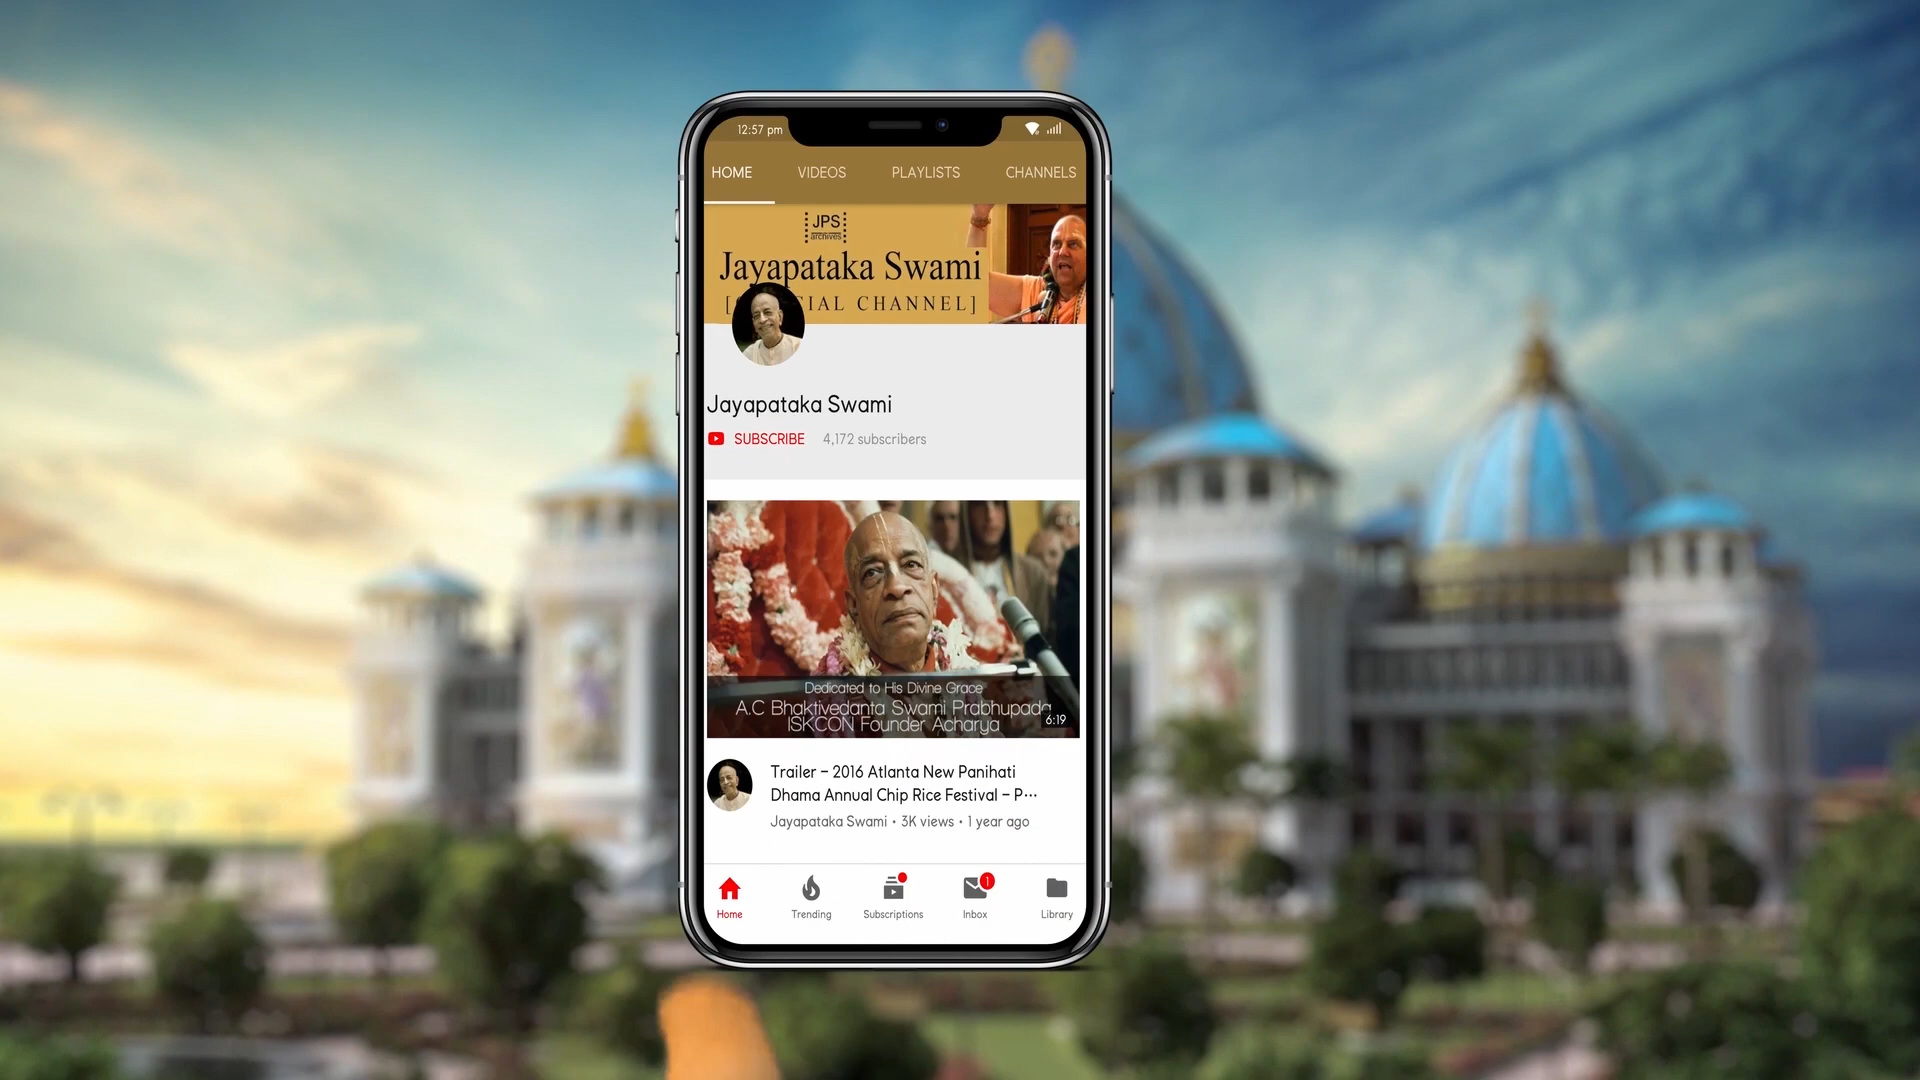 12:57 pm
HOME VIDEOS PLAYLISTS CHANNELS
JPS
archives
Jayapataka Swami
CIAL CHANNEL]
Jayapataka Swami
SUBSCRIBE 4,172 subscribers
Dedicated to His Divine Grace
A.C Bhaktivedanta Swami Prabhupada
ISKCON Founder Acharya
6:19
Trailer – 2016 Atlanta New Panihati
Dhama Annual Chip Rice Festival – P···
Jayapataka Swami · 3K views · 1 year ago
1
Home Trending Subscriptions Inbox Library